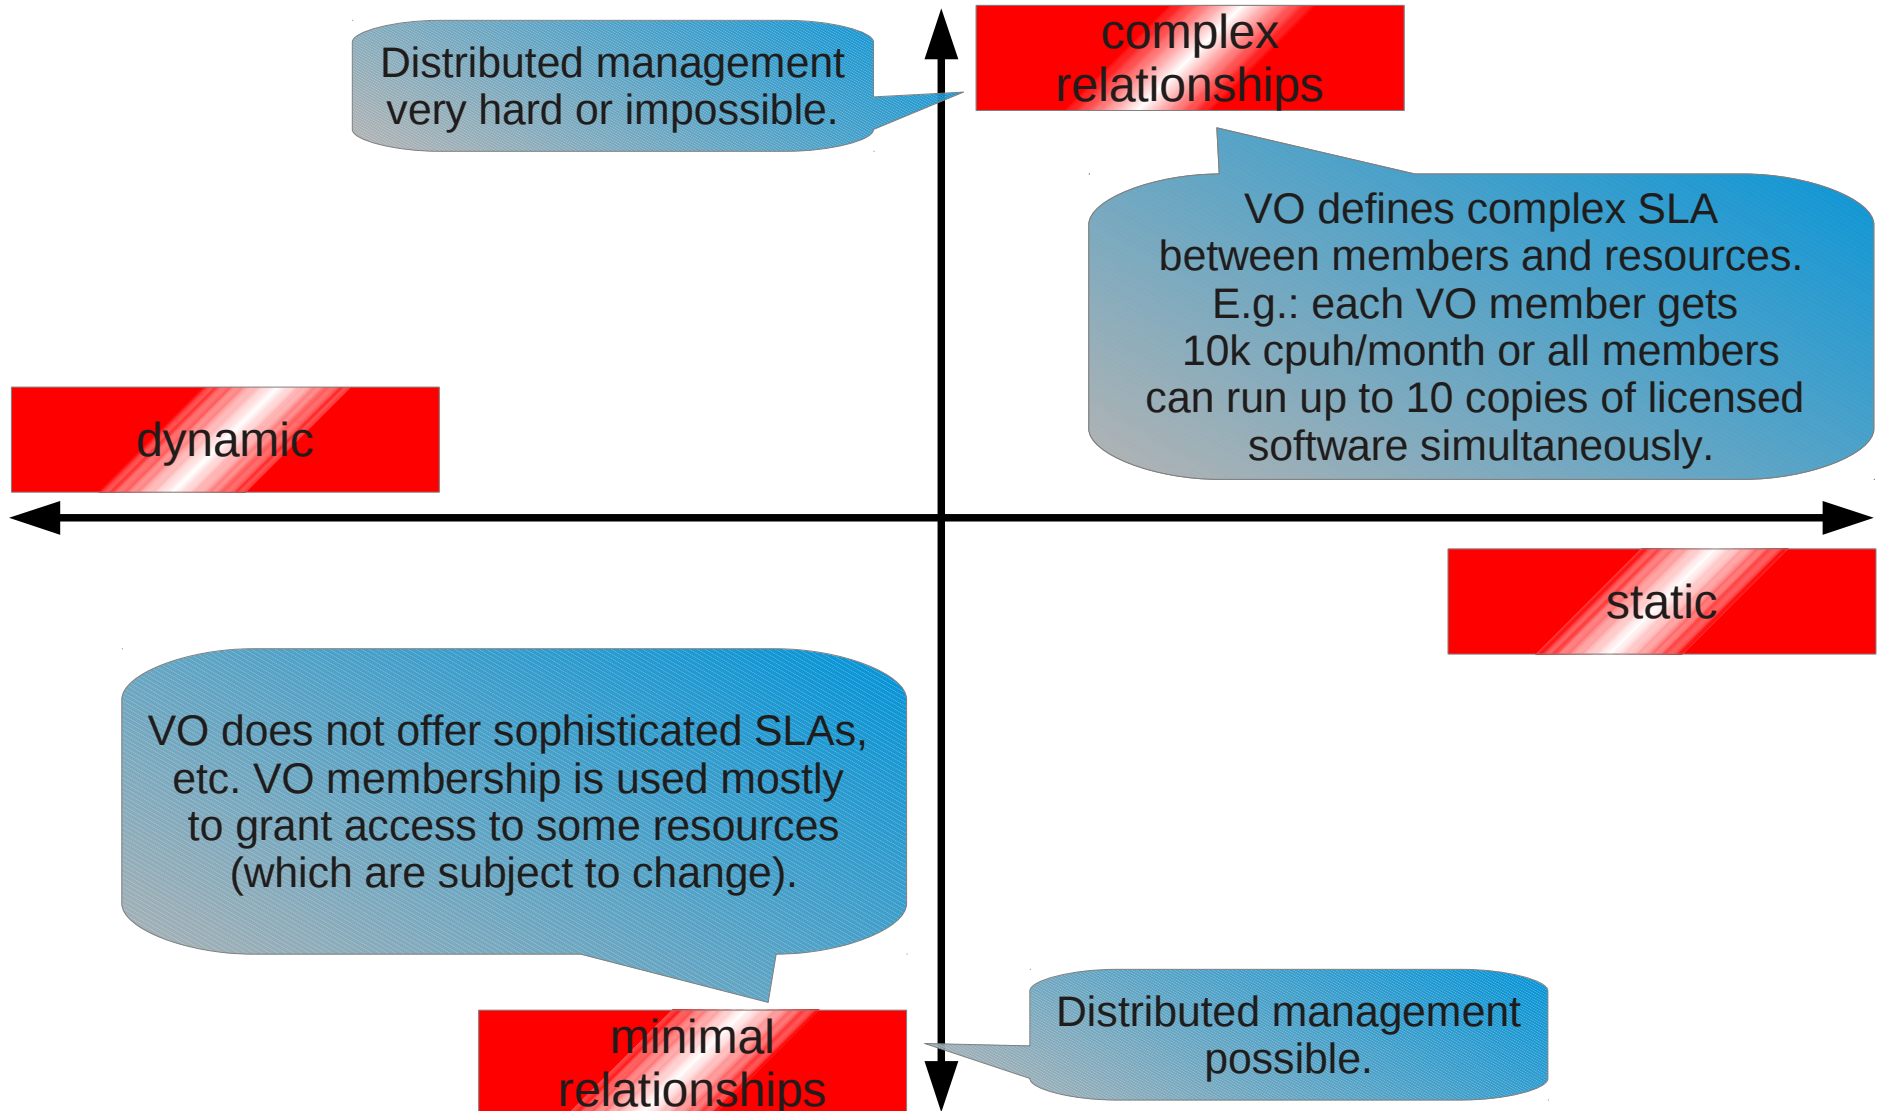 complex
relationships
Distributed management
very hard or impossible.
VO defines complex SLA
between members and resources.
E.g.: each VO member gets
10k cpuh/month or all members
can run up to 10 copies of licensed
software simultaneously.
dynamic
static
VO does not offer sophisticated SLAs,
etc. VO membership is used mostly
to grant access to some resources
(which are subject to change).
Distributed management
possible.
minimal
relationships